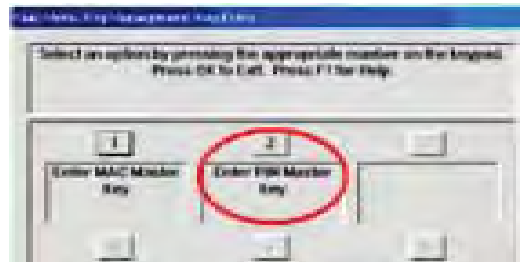 Select an option by pressing the appropriate number on the keypad.
Press OK to Exit. Press F1 for Help.
1
2
Enter MAC Master
Key
Enter PIN Master
Key